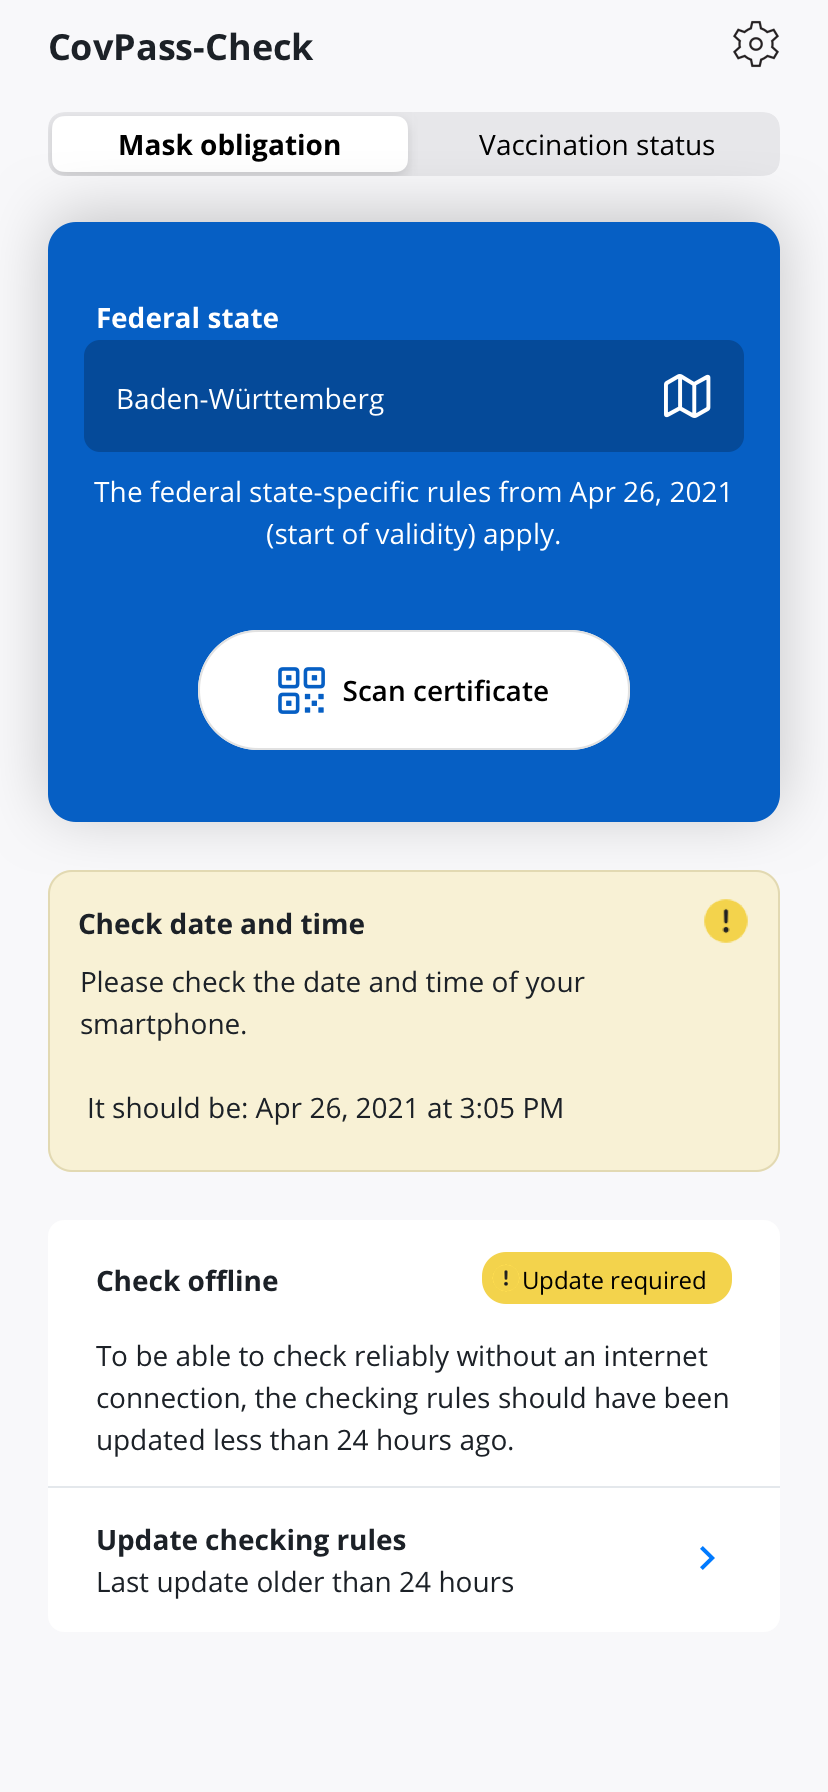 CovPass-Check
Mask obligation
Vaccination status
Federal state
Baden-Württemberg
The federal state-specific rules from Apr 26, 2021
(start of validity) apply.
Scan certificate
Check date and time
!
Please check the date and time of your
smartphone.
It should be: Apr 26, 2021 at 3:05 PM
Check offline
! Update required
To be able to check reliably without an internet
connection, the checking rules should have been
updated less than 24 hours ago.
Update checking rules
Last update older than 24 hours